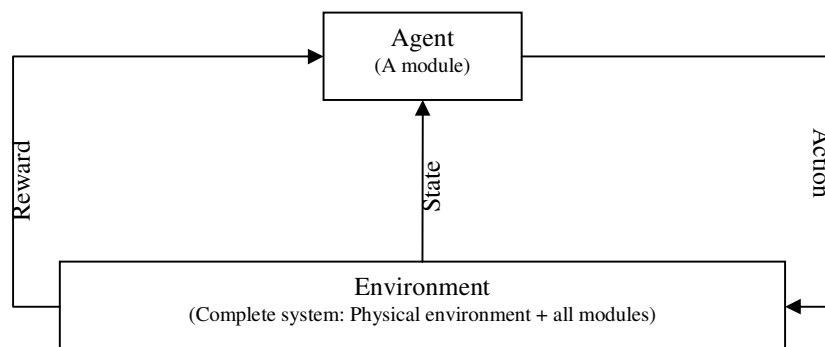 Agent
(A module)
Reward
State
Action
Environment
(Complete system: Physical environment + all modules)